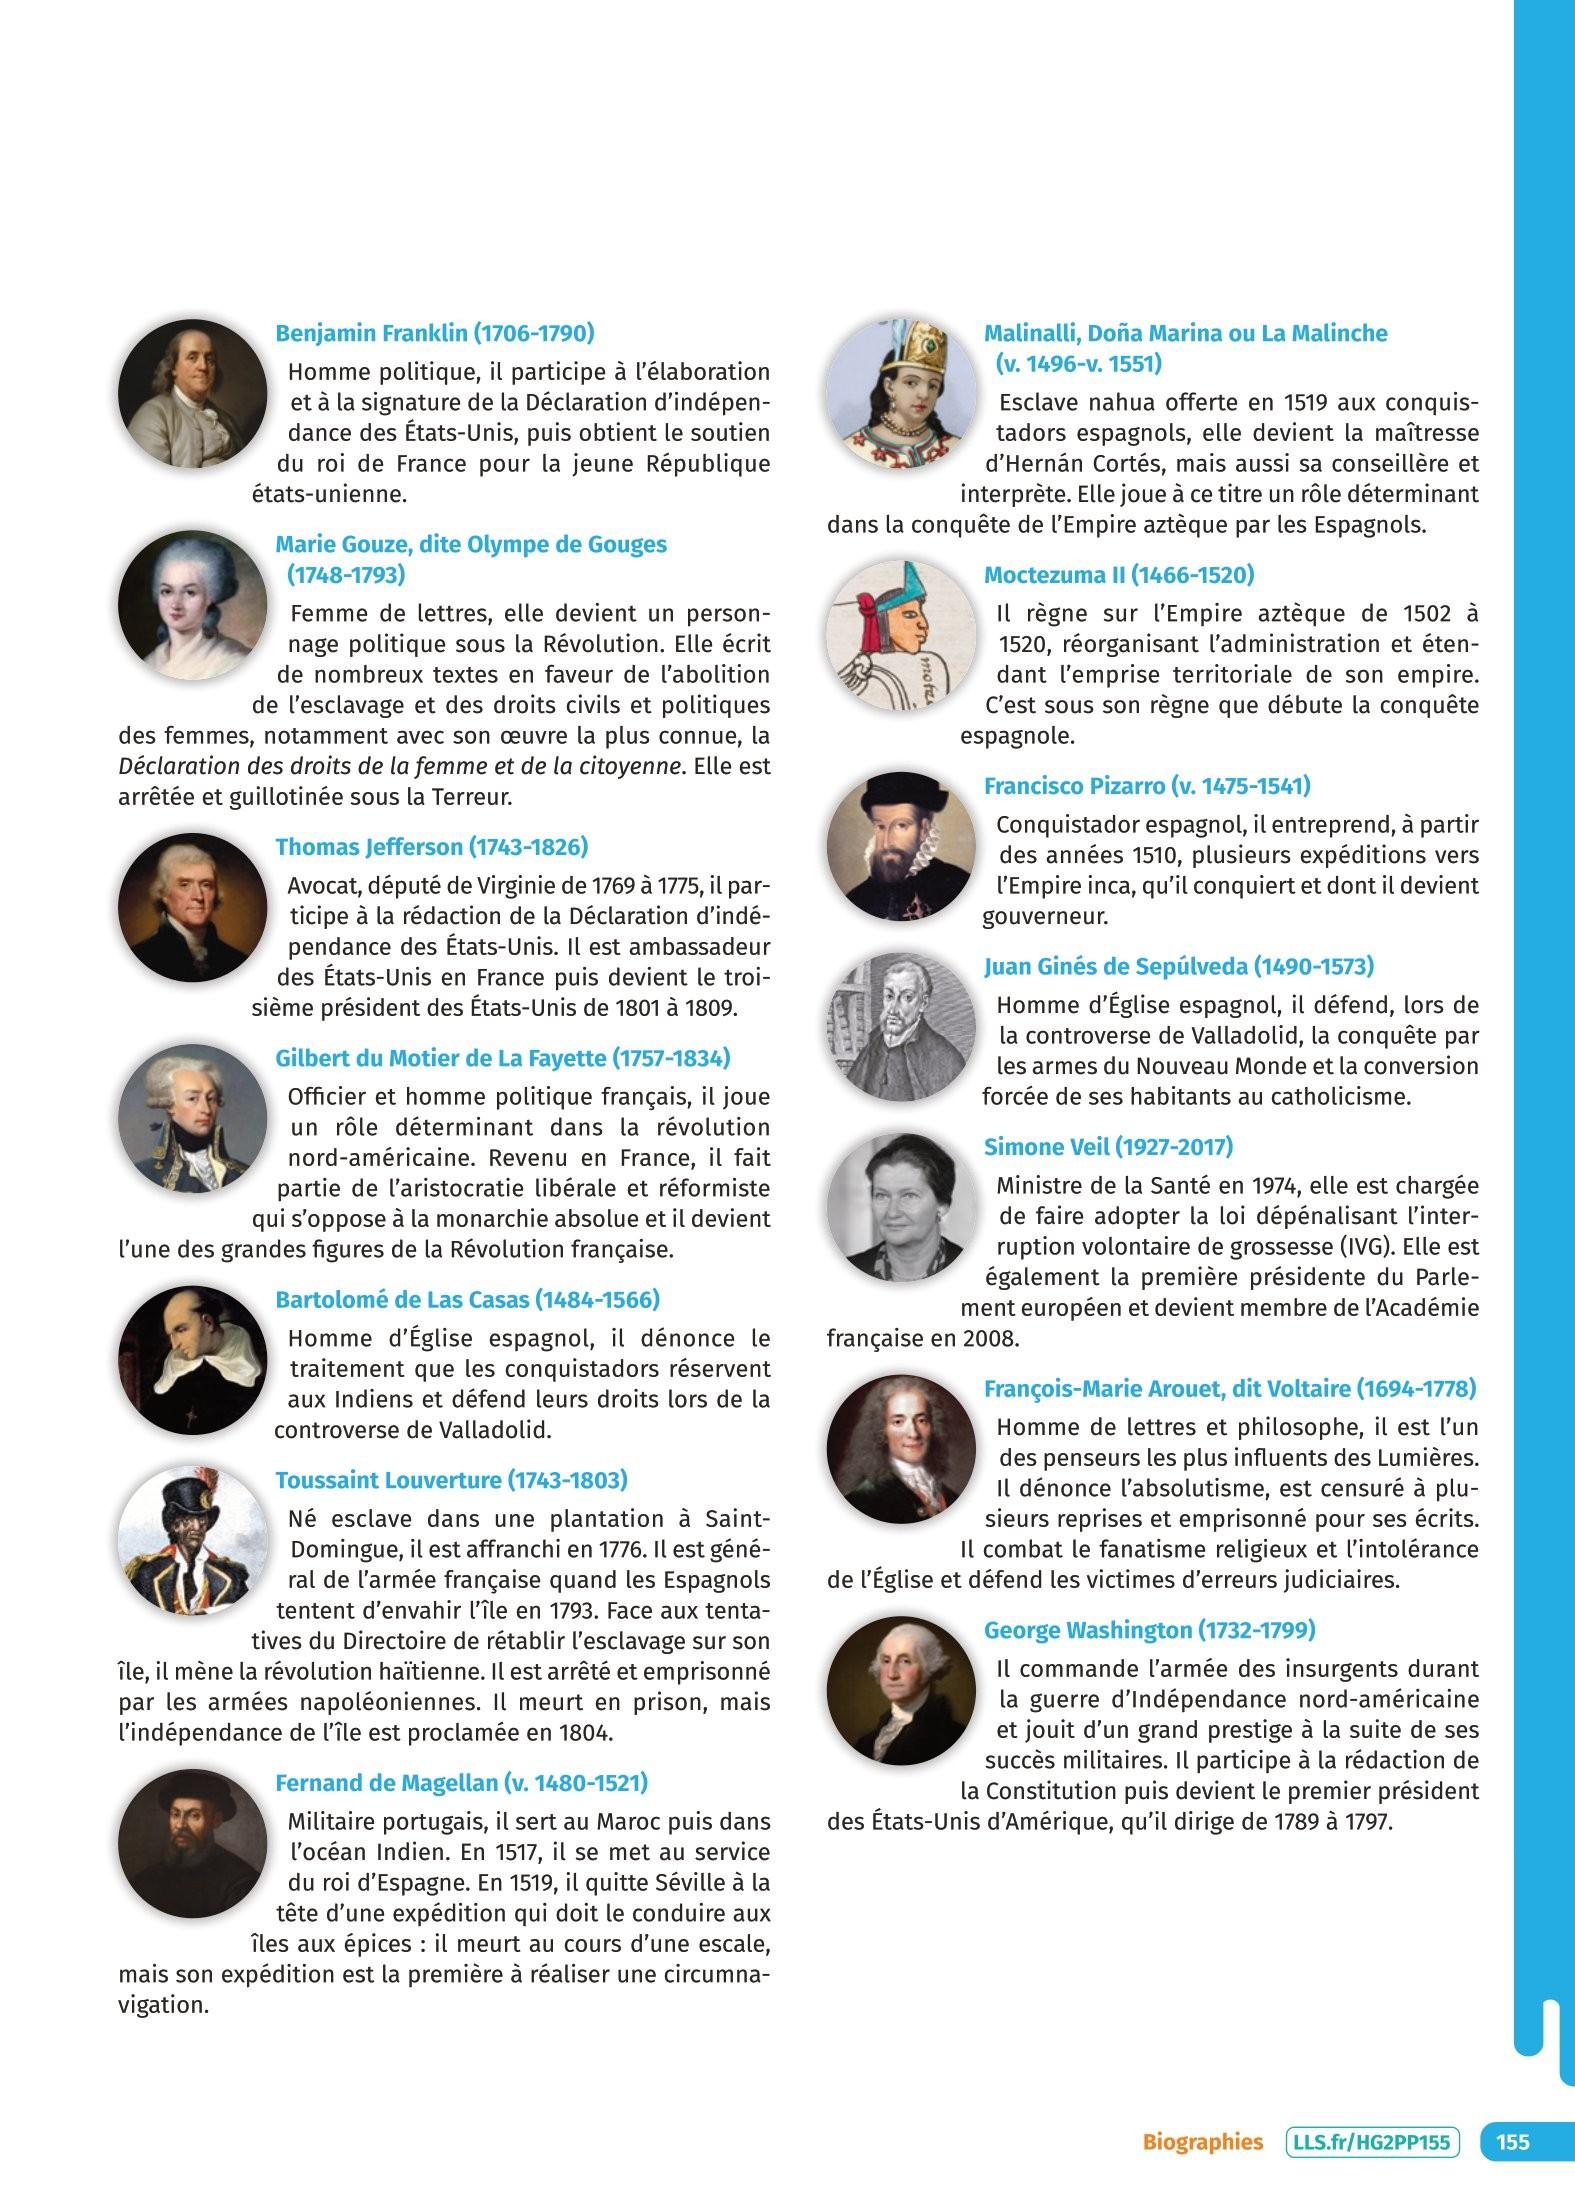 Benjamin Franklin (1706-1790)
Homme politique, il participe à l’élaboration
et à la signature de la Déclaration d’indépen-
dance des États-Unis, puis obtient le soutien
du roi de France pour la jeune République
états-unienne.
Marie Gouze, dite Olympe de Gouges
(1748-1793)
Femme de lettres, elle devient un person-
nage politique sous la Révolution. Elle écrit
de nombreux textes en faveur de l’abolition
de l’esclavage et des droits civils et politiques
des femmes, notamment avec son œuvre la plus connue, la
Déclaration des droits de la femme et de la citoyenne. Elle est
arrêtée et guillotinée sous la Terreur.
Thomas Jefferson (1743-1826)
Avocat, député de Virginie de 1769 à 1775, il par-
ticipe à la rédaction de la Déclaration d’indé-
pendance des États-Unis. Il est ambassadeur
des États-Unis en France puis devient le troi-
sième président des États-Unis de 1801 à 1809.
Gilbert du Motier de La Fayette (1757-1834)
Officier et homme politique français, il joue
un rôle déterminant dans la révolution
nord-américaine. Revenu en France, il fait
partie de l’aristocratie libérale et réformiste
qui s’oppose à la monarchie absolue et il devient
l’une des grandes figures de la Révolution française.
Bartolomé de Las Casas (1484-1566)
Homme d’Église espagnol, il dénonce le
traitement que les conquistadors réservent
aux Indiens et défend leurs droits lors de la
controverse de Valladolid.
Toussaint Louverture (1743-1803)
Né esclave dans une plantation à Saint-
Domingue, il est affranchi en 1776. Il est géné-
ral de l’armée française quand les Espagnols
tentent d’envahir l’île en 1793. Face aux tenta-
tives du Directoire de rétablir l’esclavage sur son
île, il mène la révolution haïtienne. Il est arrêté et emprisonné
par les armées napoléoniennes. Il meurt en prison, mais
l’indépendance de l’île est proclamée en 1804.
Fernand de Magellan (v. 1480-1521)
Militaire portugais, il sert au Maroc puis dans
l’océan Indien. En 1517, il se met au service
du roi d’Espagne. En 1519, il quitte Séville à la
tête d’une expédition qui doit le conduire aux
îles aux épices : il meurt au cours d’une escale,
mais son expédition est la première à réaliser une circumna-
vigation.
Malinalli, Doña Marina ou La Malinche
(v. 1496-v. 1551)
Esclave nahua offerte en 1519 aux conquis-
tadors espagnols, elle devient la maîtresse
d’Hernán Cortés, mais aussi sa conseillère et
interprète. Elle joue à ce titre un rôle déterminant
dans la conquête de l’Empire aztèque par les Espagnols.
Moctezuma II (1466-1520)
Il règne sur l’Empire aztèque de 1502 à
1520, réorganisant l’administration et éten-
dant l’emprise territoriale de son empire.
C’est sous son règne que débute la conquête
espagnole.
Francisco Pizarro (v. 1475-1541)
Conquistador espagnol, il entreprend, à partir
des années 1510, plusieurs expéditions vers
l’Empire inca, qu’il conquiert et dont il devient
gouverneur.
Juan Ginés de Sepúlveda (1490-1573)
Homme d’Église espagnol, il défend, lors de
la controverse de Valladolid, la conquête par
les armes du Nouveau Monde et la conversion
forcée de ses habitants au catholicisme.
Simone Veil (1927-2017)
Ministre de la Santé en 1974, elle est chargée
de faire adopter la loi dépénalisant l’inter-
ruption volontaire de grossesse (IVG). Elle est
également la première présidente du Parle-
ment européen et devient membre de l’Académie
française en 2008.
François-Marie Arouet, dit Voltaire (1694-1778)
Homme de lettres et philosophe, il est l’un
des penseurs les plus influents des Lumières.
Il dénonce l’absolutisme, est censuré à plu-
sieurs reprises et emprisonné pour ses écrits.
Il combat le fanatisme religieux et l’intolérance
de l’Église et défend les victimes d’erreurs judiciaires.
George Washington (1732-1799)
Il commande l’armée des insurgents durant
la guerre d’Indépendance nord-américaine
et jouit d’un grand prestige à la suite de ses
succès militaires. Il participe à la rédaction de
la Constitution puis devient le premier président
des États-Unis d’Amérique, qu’il dirige de 1789 à 1797.
Biographies LLS.fr/HG2PP155 155